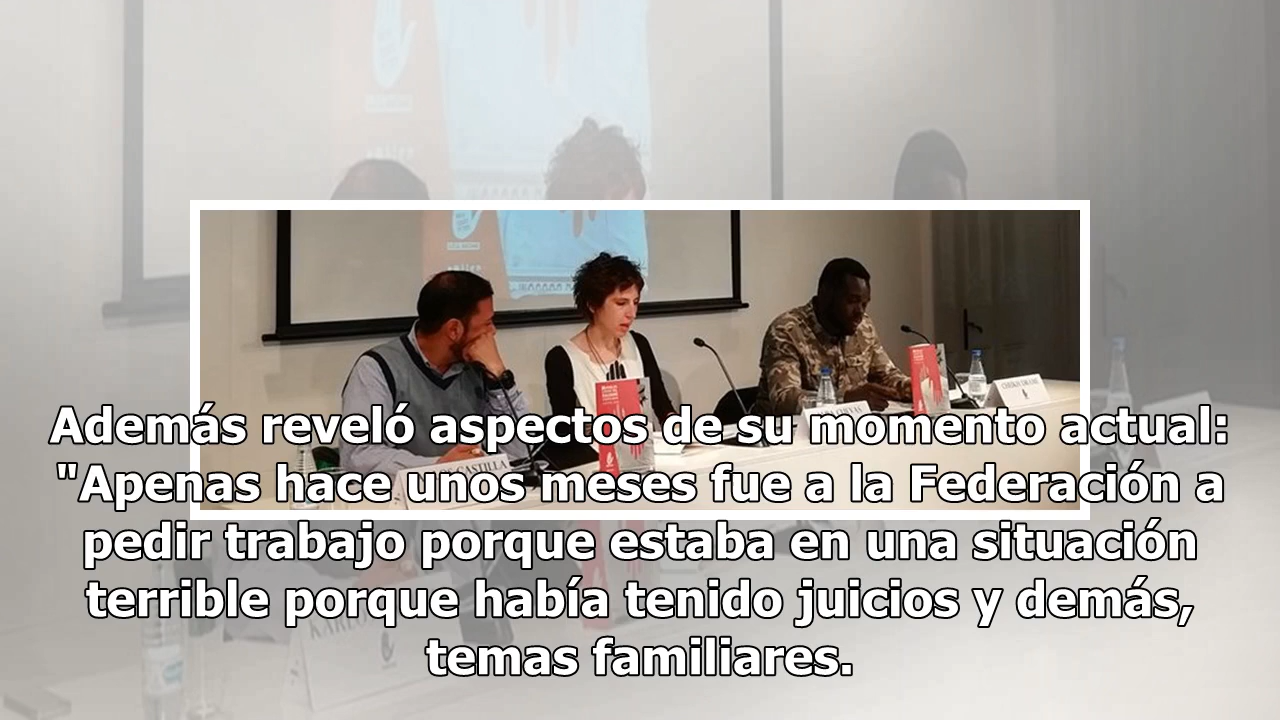 Además reveló aspectos de su momento actual:
"Apenas hace unos meses fue a la Federación a
pedir trabajo porque estaba en una situación
terrible porque había tenido juicios y demás,
temas familiares.
CASTILLA